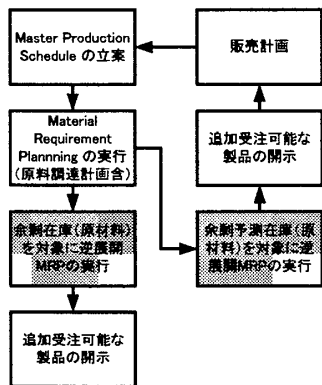 Master Production
Schedule の立案
販売計画
Material
Requirement
Plannning の実行
(原料調達計画含)
追加受注可能な
製品の開示
余剰在庫(原材料)
を対象に逆展開
MRPの実行
余剰予測在庫(原
材料)を対象に逆
展開MRPの実行
追加受注可能な
製品の開示